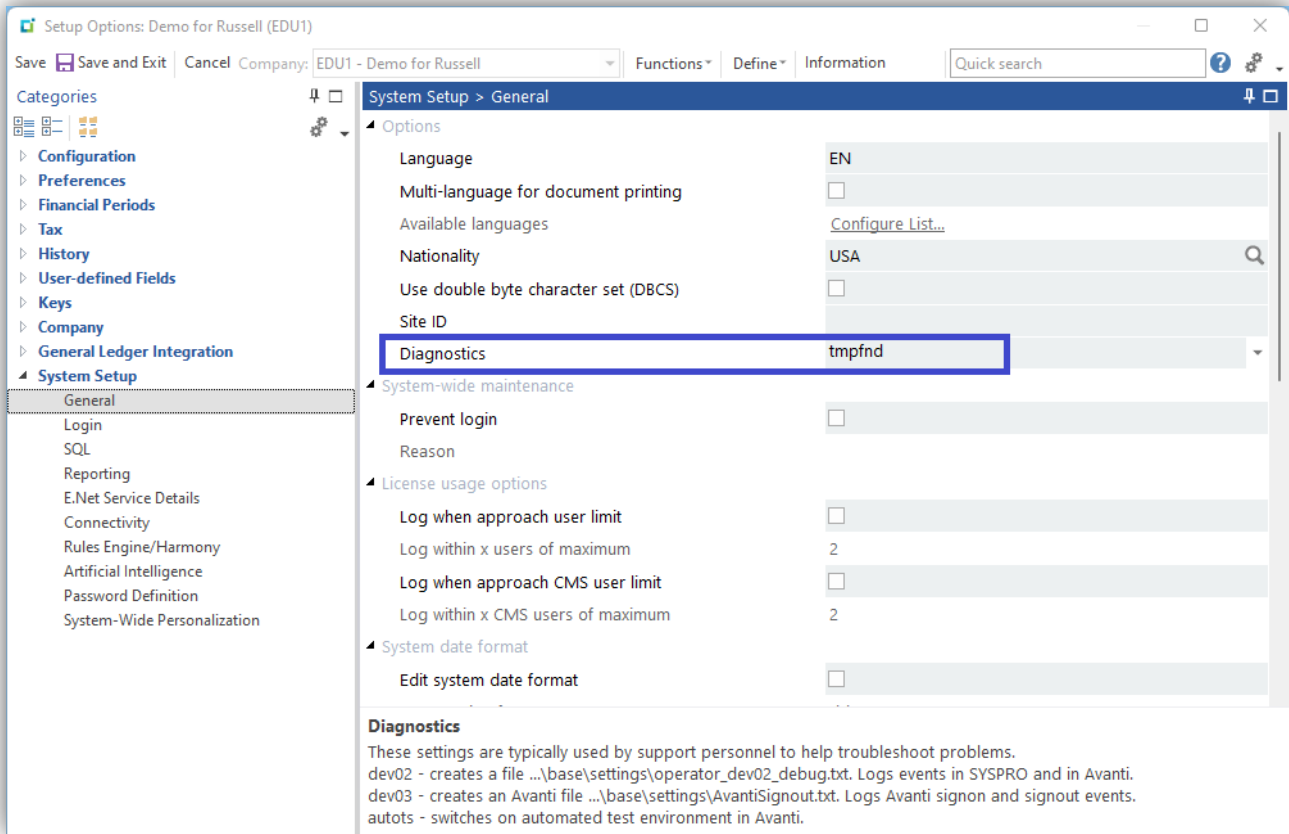 Setup Options: Demo for Russell (EDU1)
Save Save and Exit Cancel Company: EDU1 - Demo for Russell Functions Define Information Quick search
Categories
Configuration
Preferences
Financial Periods
Tax
History
User-defined Fields
Keys
Company
General Ledger Integration
System Setup
General
Login
SQL
Reporting
E.Net Service Details
Connectivity
Rules Engine/Harmony
Artificial Intelligence
Password Definition
System-Wide Personalization
System Setup > General
Options
Language EN
Multi-language for document printing
Available languages Configure List...
Nationality USA
Use double byte character set (DBCS)
Site ID
Diagnostics tmpfnd
System-wide maintenance
Prevent login
Reason
License usage options
Log when approach user limit
Log within x users of maximum 2
Log when approach CMS user limit
Log within x CMS users of maximum 2
System date format
Edit system date format
Diagnostics
These settings are typically used by support personnel to help troubleshoot problems.
dev02 - creates a file ...\base\settings\operator_dev02_debug.txt. Logs events in SYSPRO and in Avanti.
dev03 - creates an Avanti file ...\base\settings\AvantiSignout.txt. Logs Avanti signon and signout events.
autots - switches on automated test environment in Avanti.